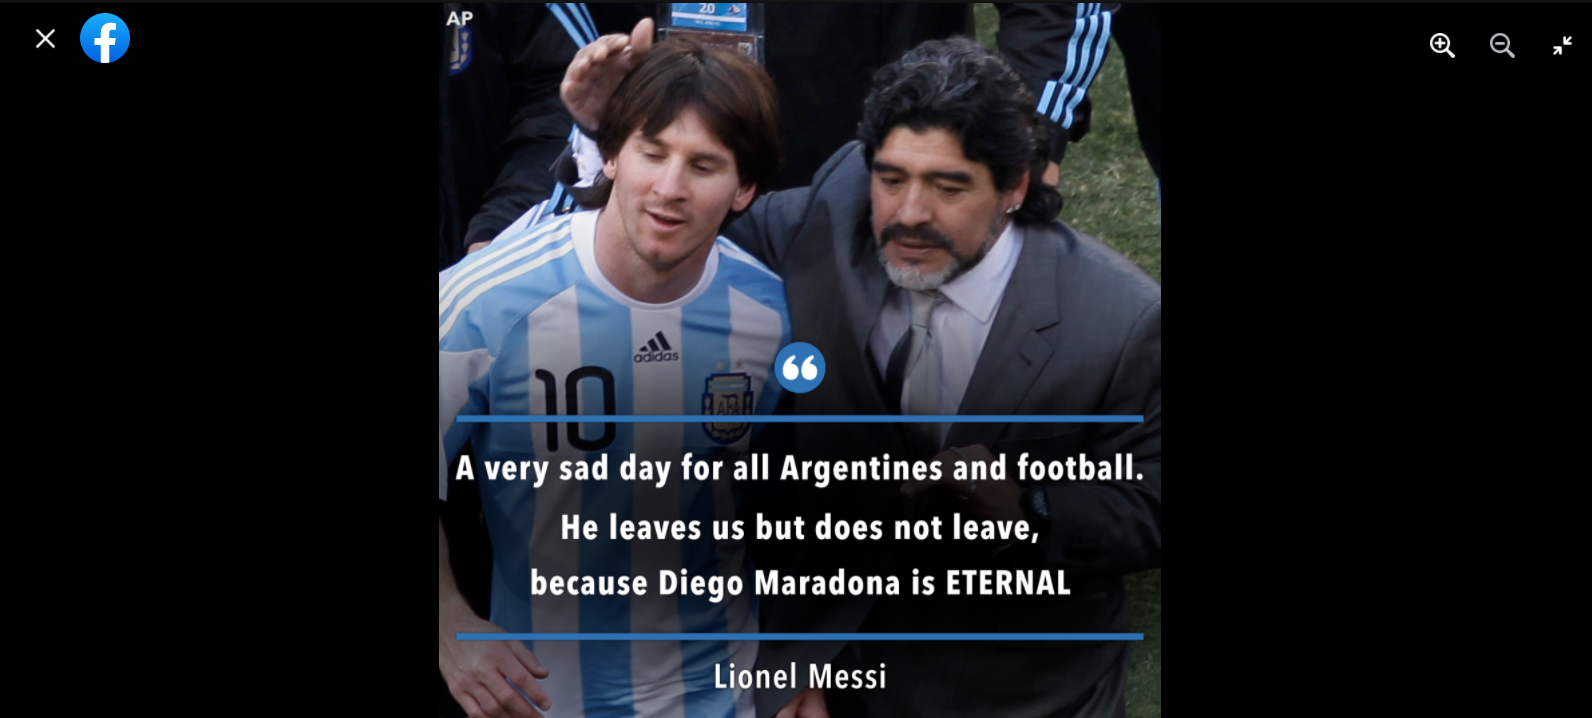 AP
20
adidas
10
AFA
A very sad day for all Argentines and football.
He leaves us but does not leave,
because Diego Maradona is ETERNAL
Lionel Messi